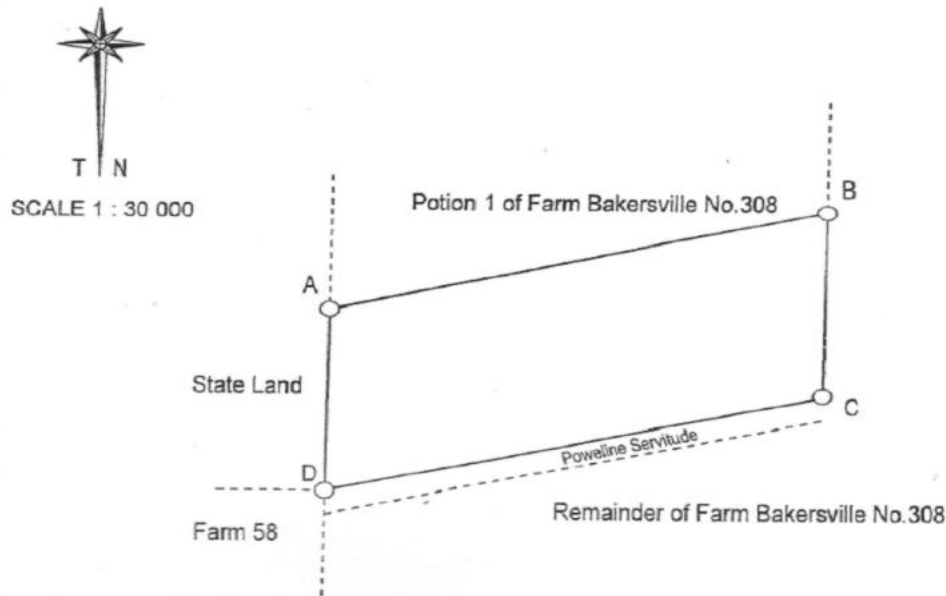 T N
SCALE 1 : 30 000
Potion 1 of Farm Bakersville No.308
B
A
State Land
C
Poweline Servitude
D
Remainder of Farm Bakersville No.308
Farm 58